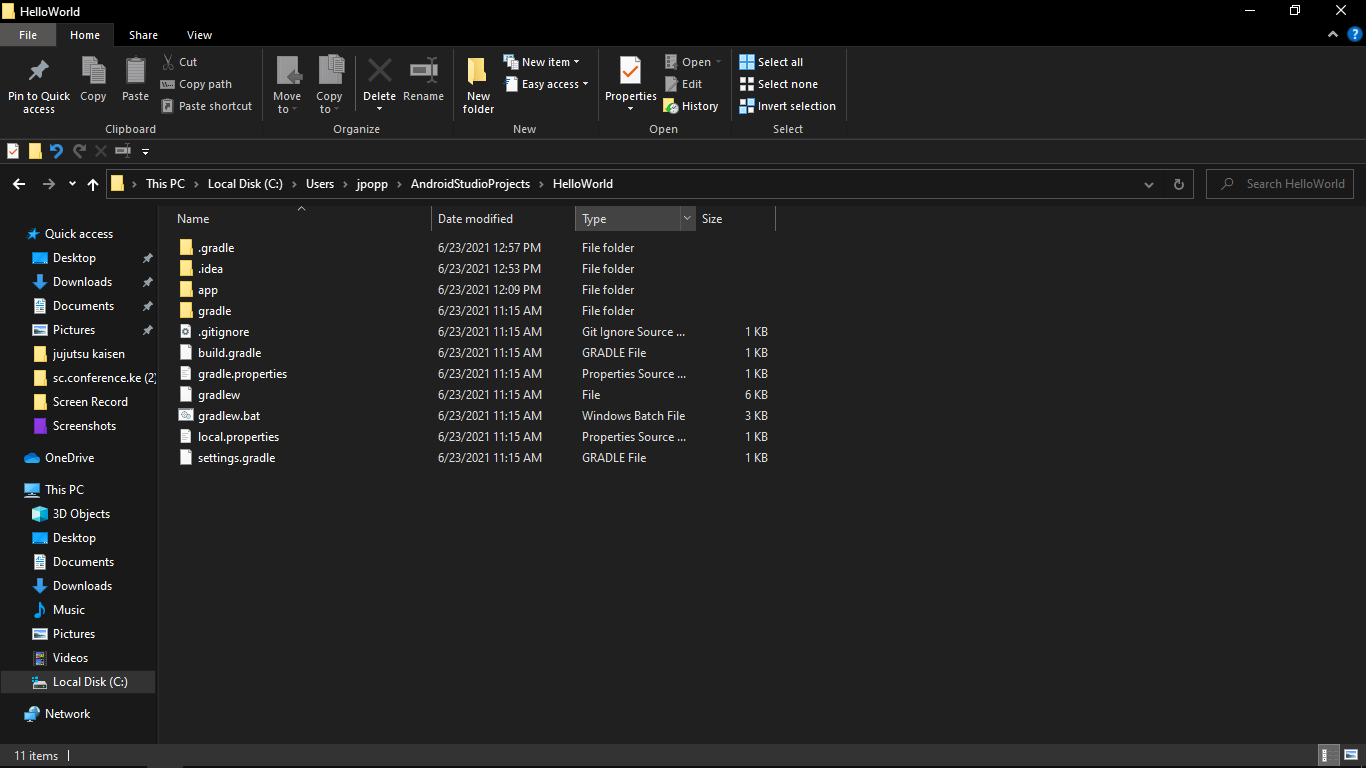 HelloWorld
File Home Share View
Pin to Quick access
Copy
Paste
Cut
Copy path
Paste shortcut
Clipboard
Move to
Copy to
Delete
Rename
Organize
New folder
New item
Easy access
New
Properties
Open
Edit
History
Open
Select all
Select none
Invert selection
Select
This PC > Local Disk (C:) > Users > jpopp > AndroidStudioProjects > HelloWorld
Search HelloWorld
Quick access
Desktop
Downloads
Documents
Pictures
jujutsu kaisen
sc.conference.ke (2)
Screen Record
Screenshots
OneDrive
This PC
3D Objects
Desktop
Documents
Downloads
Music
Pictures
Videos
Local Disk (C:)
Network
Name Date modified Type Size
.gradle 6/23/2021 12:57 PM File folder
.idea 6/23/2021 12:53 PM File folder
app 6/23/2021 12:09 PM File folder
gradle 6/23/2021 11:15 AM File folder
.gitignore 6/23/2021 11:15 AM Git Ignore Source ... 1 KB
build.gradle 6/23/2021 11:15 AM GRADLE File 1 KB
gradle.properties 6/23/2021 11:15 AM Properties Source ... 1 KB
gradlew 6/23/2021 11:15 AM File 6 KB
gradlew.bat 6/23/2021 11:15 AM Windows Batch File 3 KB
local.properties 6/23/2021 11:15 AM Properties Source ... 1 KB
settings.gradle 6/23/2021 11:15 AM GRADLE File 1 KB
11 items